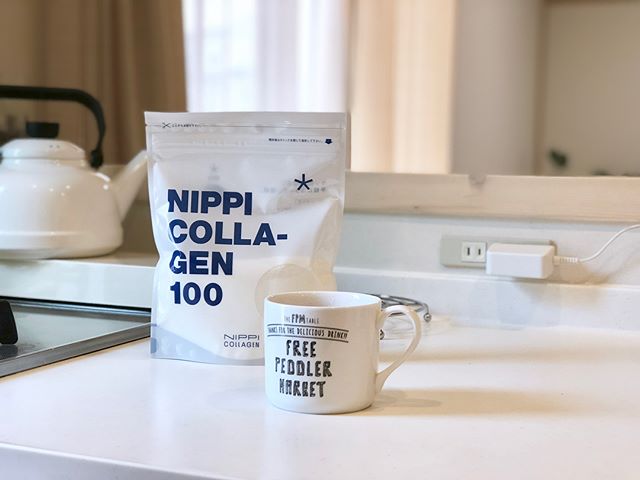 NIPPI
COLLA-
GEN
100
NIPPI
COLLAGEN
THE FPM TABLE
THANKS FOR THE DELICIOUS DRINK!!
FREE
PEDDLER
MARKET